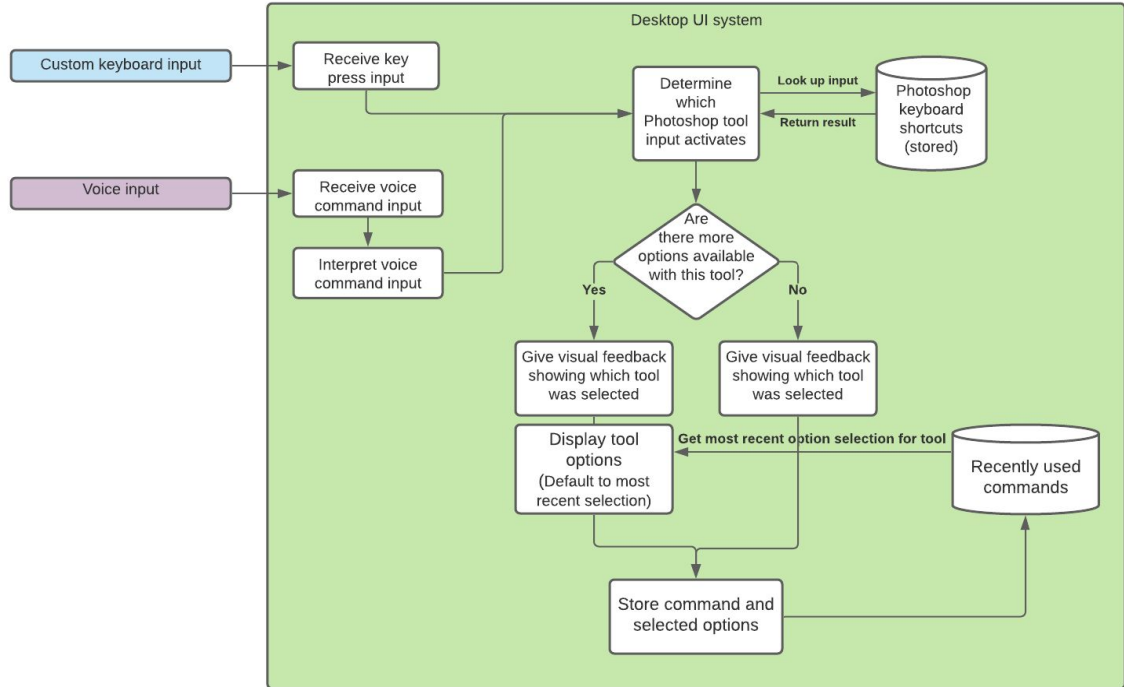 Desktop UI system
Custom keyboard input
Receive key
press input
Determine
which
Photoshop tool
input activates
Look up input
Return result
Photoshop
keyboard
shortcuts
(stored)
Voice input
Receive voice
command input
Interpret voice
command input
Are
there more
options available
with this tool?
Yes
No
Give visual feedback
showing which tool
was selected
Give visual feedback
showing which tool
was selected
Display tool
options
(Default to most
recent selection)
Get most recent option selection for tool
Recently used
commands
Store command and
selected options